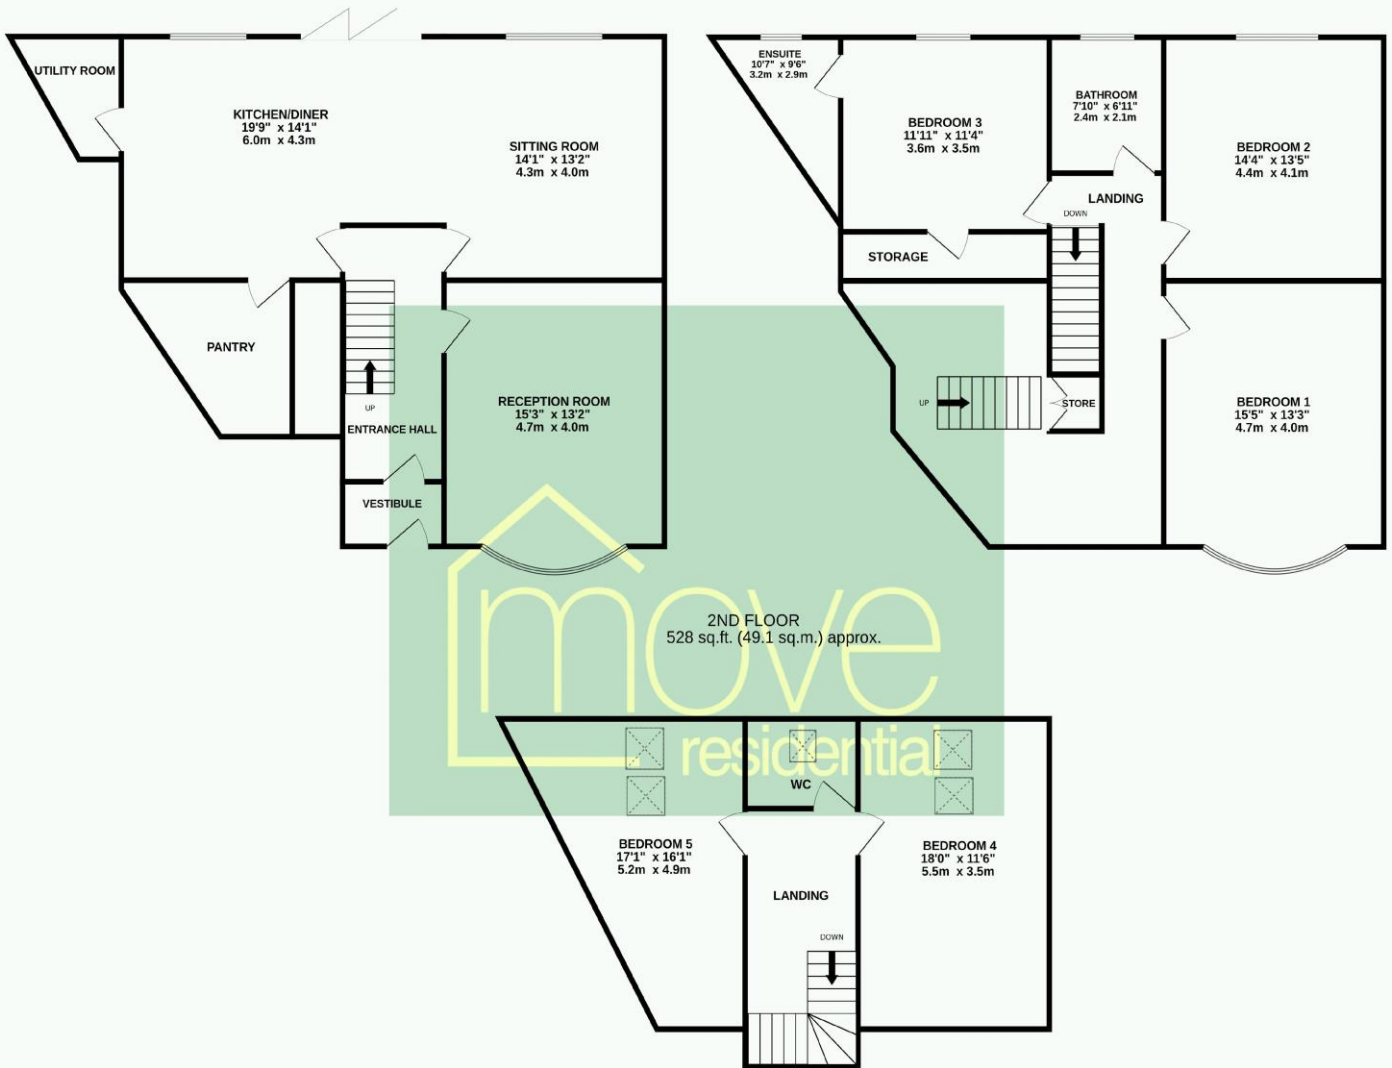 UTILITY ROOM
KITCHEN/DINER
19'9" x 14'1"
6.0m x 4.3m
SITTING ROOM
14'1" x 13'2"
4.3m x 4.0m
PANTRY
UP
ENTRANCE HALL
VESTIBULE
RECEPTION ROOM
15'3" x 13'2"
4.7m x 4.0m
ENSUITE
10'7" x 9'6"
3.2m x 2.9m
BEDROOM 3
11'11" x 11'4"
3.6m x 3.5m
BATHROOM
7'10" x 6'11"
2.4m x 2.1m
BEDROOM 2
14'4" x 13'5"
4.4m x 4.1m
LANDING
DOWN
STORAGE
UP
STORE
BEDROOM 1
15'5" x 13'3"
4.7m x 4.0m
2ND FLOOR
528 sq.ft. (49.1 sq.m.) approx.
move
residential
WC
BEDROOM 5
17'1" x 16'1"
5.2m x 4.9m
BEDROOM 4
18'0" x 11'6"
5.5m x 3.5m
LANDING
DOWN